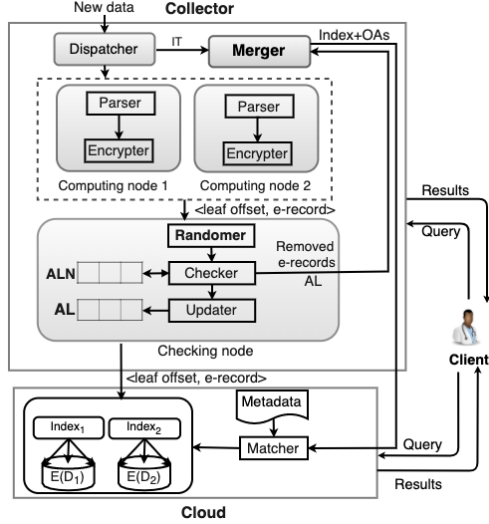 New data
Collector
Dispatcher
IT
Merger
Index+OAs
Parser
Encrypter
Computing node 1
Parser
Encrypter
Computing node 2
<leaf offset, e-record>
Results
Query
Randomer
Removed
e-records
AL
ALN
Checker
AL
Updater
Checking node
Client
<leaf offset, e-record>
Metadata
Index1
Index2
Matcher
Query
E(D1)
E(D2)
Results
Cloud